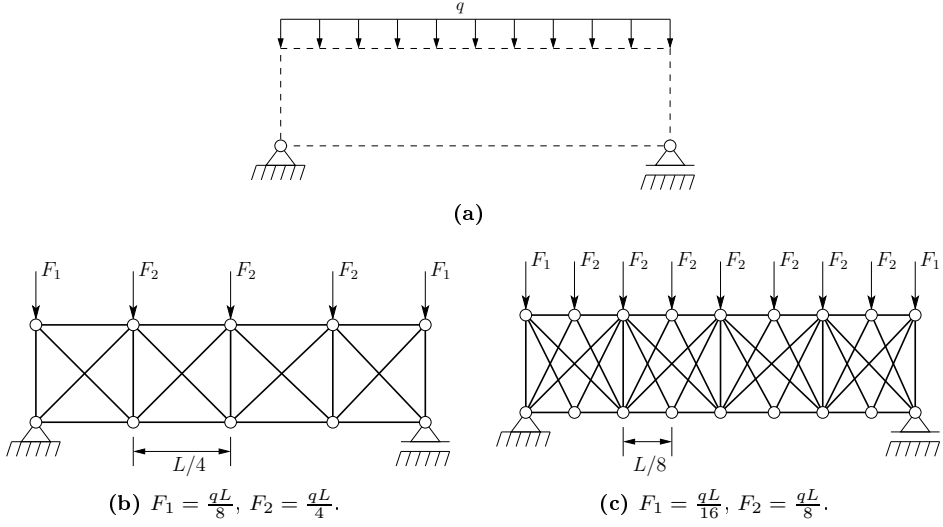 q
(a)
F₁ F₂ F₂ F₂ F₁
L/4
(b) F₁ = qL/8, F₂ = qL/4.
F₁ F₂ F₂ F₂ F₂ F₂ F₂ F₂ F₁
L/8
(c) F₁ = qL/16, F₂ = qL/8.